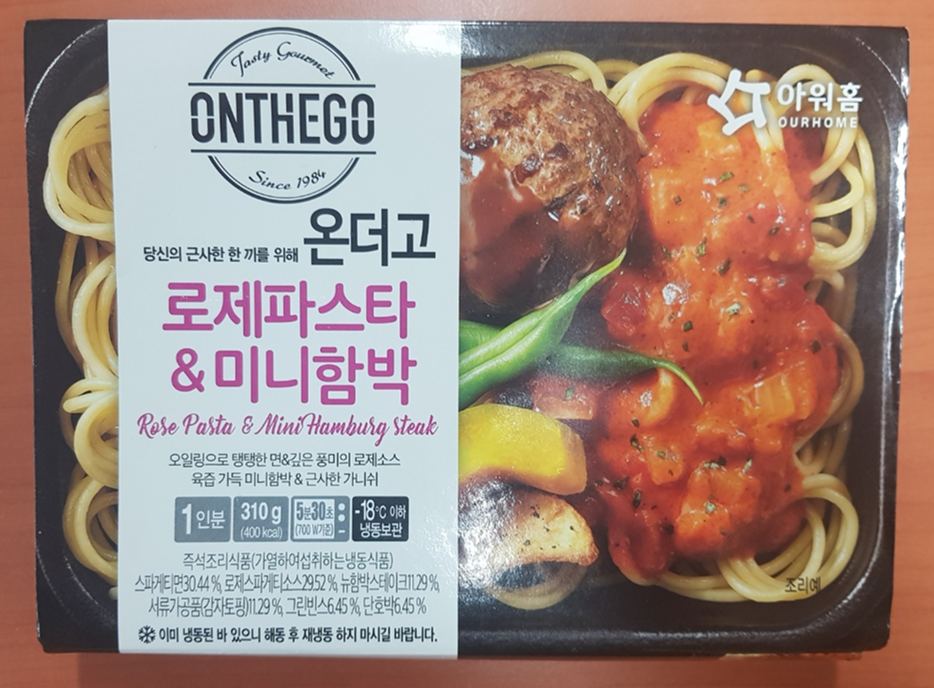 Tasty Gourmet
ONTHEGO
Since 1984
당신의 근사한 한 끼를 위해 온더고
로제파스타
&미니함박
Rose Pasta & Mini Hamburg steak
오일링으로 탱탱한 면&깊은 풍미의 로제소스
육즙 가득 미니함박 & 근사한 가니쉬
1인분 310g (400 kcal) 5분30초 (700W기준) -18℃ 이하 냉동보관
즉석조리식품(가열하여섭취하는냉동식품)
스파게티면30.44 %, 로제스파게티소스29.52 %, 뉴함박스테이크11.29 %,
서류가공품(감자토핑)11.29 %, 그린빈스6.45 %, 단호박6.45 %
이미 냉동된 바 있으니 해동 후 재냉동 하지 마시길 바랍니다.
아워홈
OURHOME
조리예